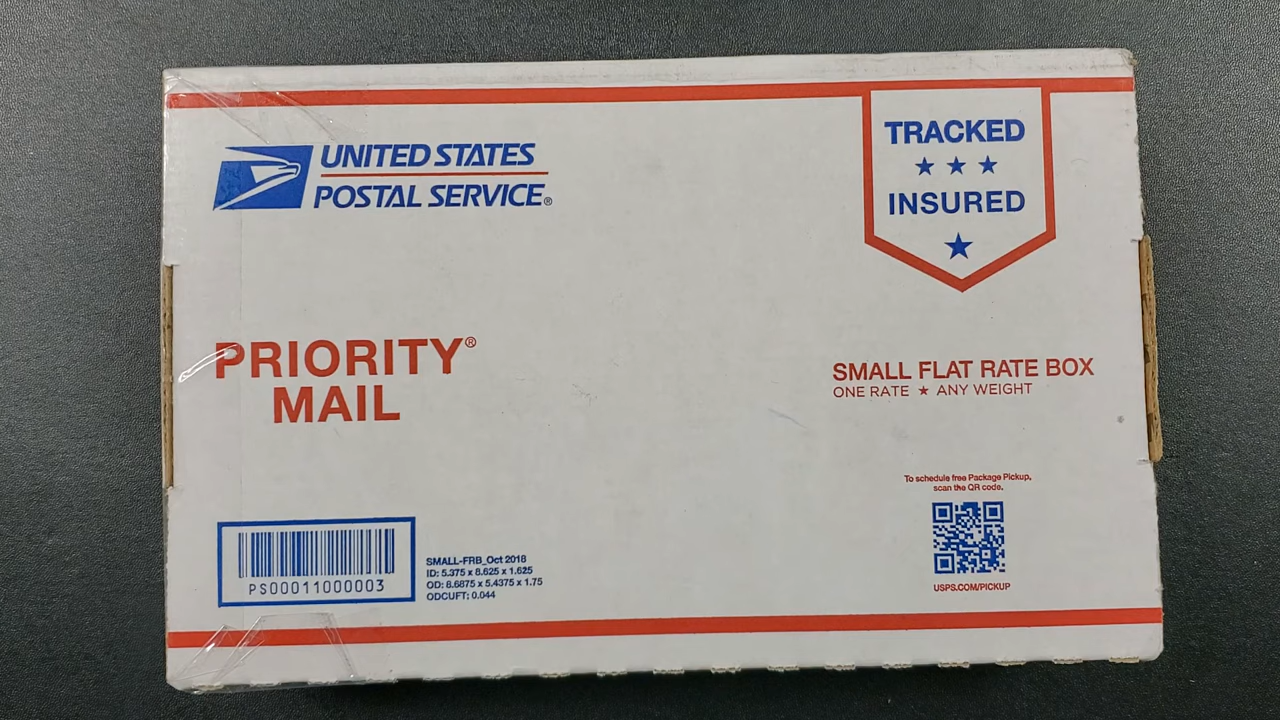 UNITED STATES
POSTAL SERVICE®
TRACKED
★ ★ ★
INSURED
★
PRIORITY®
MAIL
SMALL FLAT RATE BOX
ONE RATE ★ ANY WEIGHT
To schedule free Package Pickup,
scan the QR code.
USPS.COM/PICKUP
PS00011000003
SMALL-FRB_Oct 2018
ID: 5.375 x 8.625 x 1.625
OD: 8.6875 x 5.4375 x 1.75
ODCUFT: 0.044